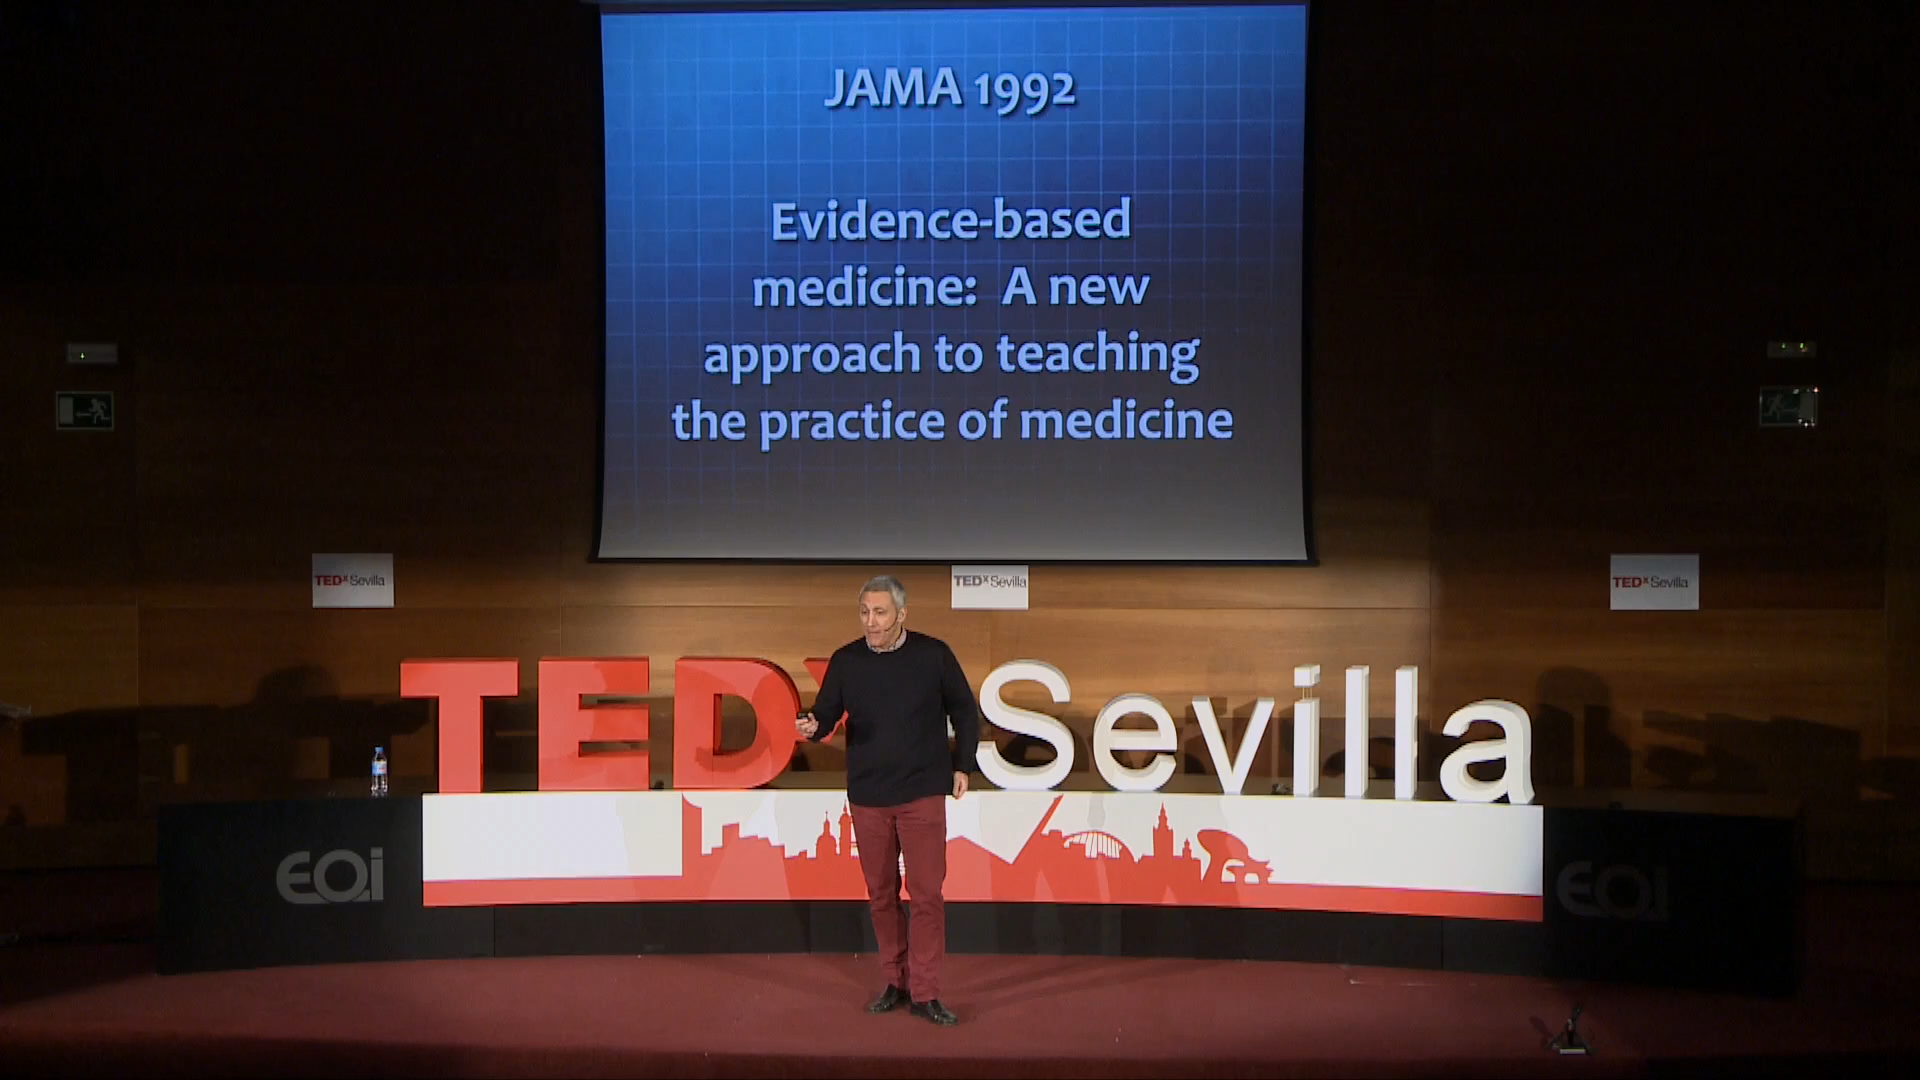 JAMA 1992
Evidence-based
medicine: A new
approach to teaching
the practice of medicine
TEDx Sevilla
TEDx Sevilla
TEDx Sevilla
TEDx Sevilla
EOi
EOi